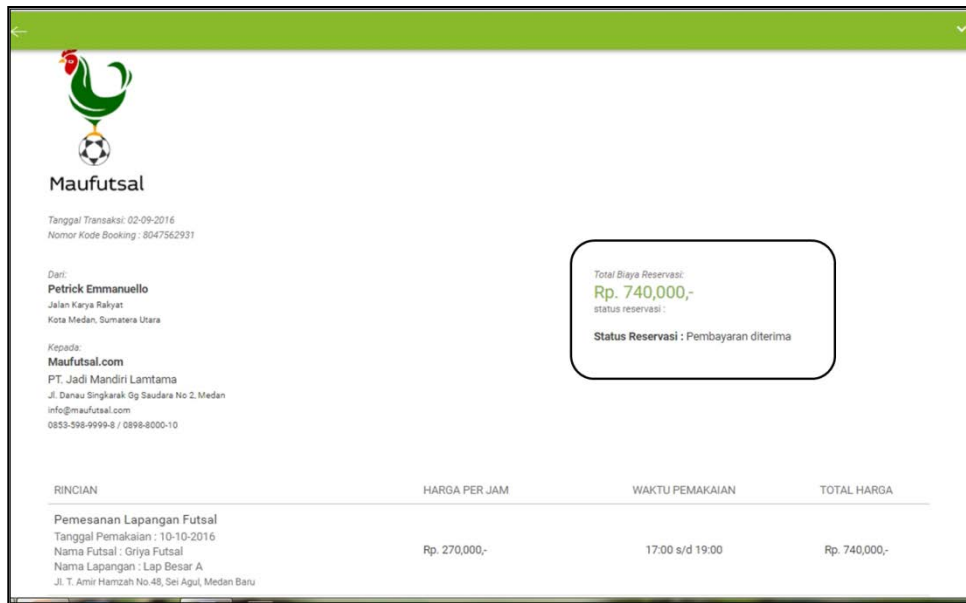 Maufutsal
Tanggal Transaksi: 02-09-2016
Nomor Kode Booking : 8047562931
Dari:
Petrick Emmanuello
Jalan Karya Rakyat
Kota Medan, Sumatera Utara
Kepada:
Maufutsal.com
PT. Jadi Mandiri Lamtama
Jl. Danau Singkarak Gg Saudara No 2, Medan
info@maufutsal.com
0853-598-9999-8 / 0898-8000-10
Total Biaya Reservasi:
Rp. 740,000,-
status reservasi :
Status Reservasi : Pembayaran diterima
RINCIAN HARGA PER JAM WAKTU PEMAKAIAN TOTAL HARGA
Pemesanan Lapangan Futsal
Tanggal Pemakaian : 10-10-2016
Nama Futsal : Griya Futsal
Nama Lapangan : Lap Besar A
Jl. T. Amir Hamzah No.48, Sei Agul, Medan Baru
Rp. 270,000,- 17:00 s/d 19:00 Rp. 740,000,-